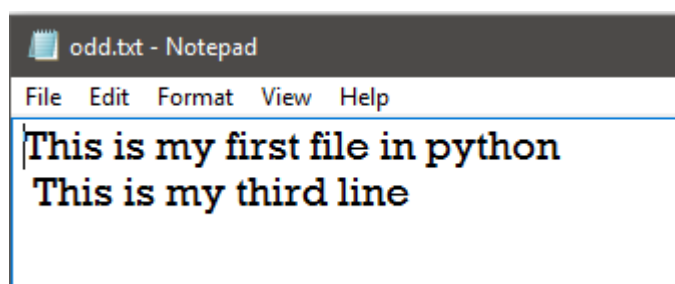 odd.txt - Notepad
File Edit Format View Help
This is my first file in python
This is my third line